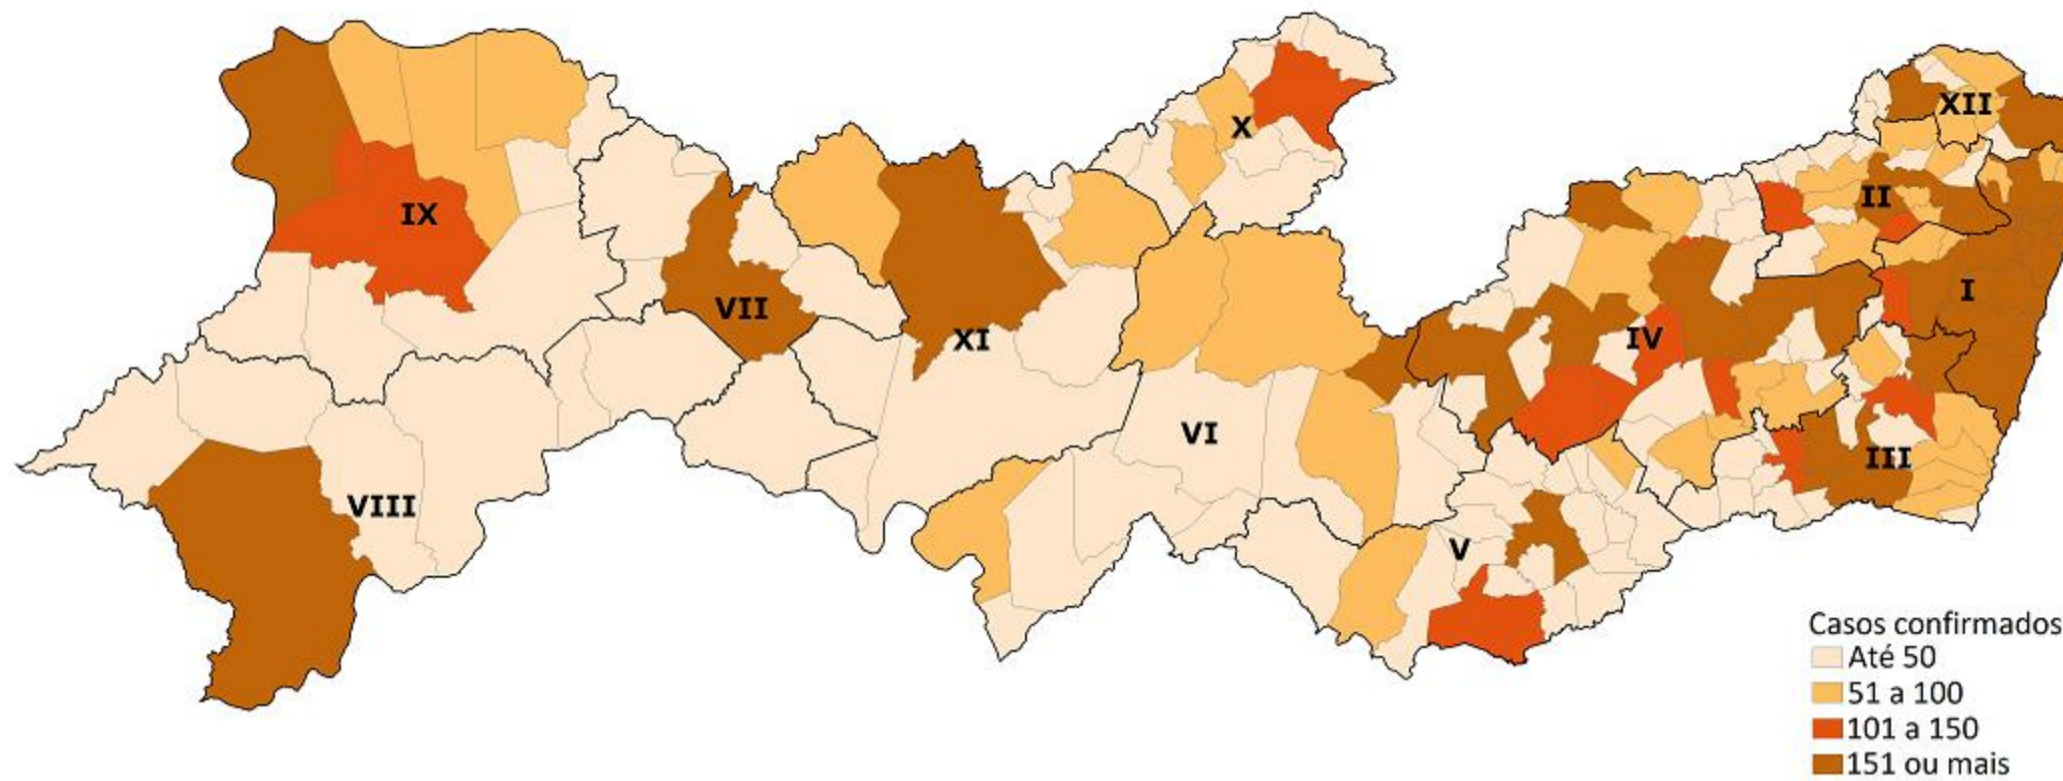 XII
X
II
IX
I
VII
XI
IV
VI
III
VIII
V
Casos confirmados
Até 50
51 a 100
101 a 150
151 ou mais